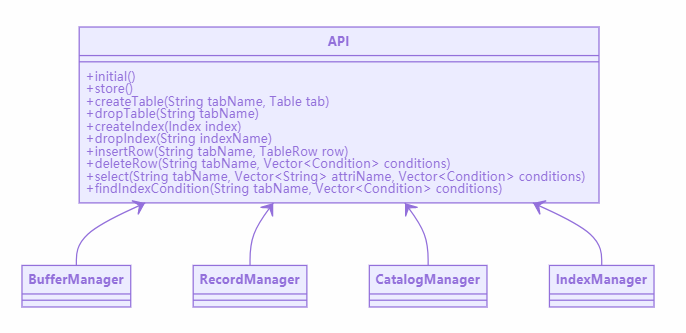 API
+initial()
+store()
+createTable(String tabName, Table tab)
+dropTable(String tabName)
+createIndex(Index index)
+dropIndex(String indexName)
+insertRow(String tabName, TableRow row)
+deleteRow(String tabName, Vector<Condition> conditions)
+select(String tabName, Vector<String> attriName, Vector<Condition> conditions)
+findIndexCondition(String tabName, Vector<Condition> conditions)
BufferManager
RecordManager
CatalogManager
IndexManager